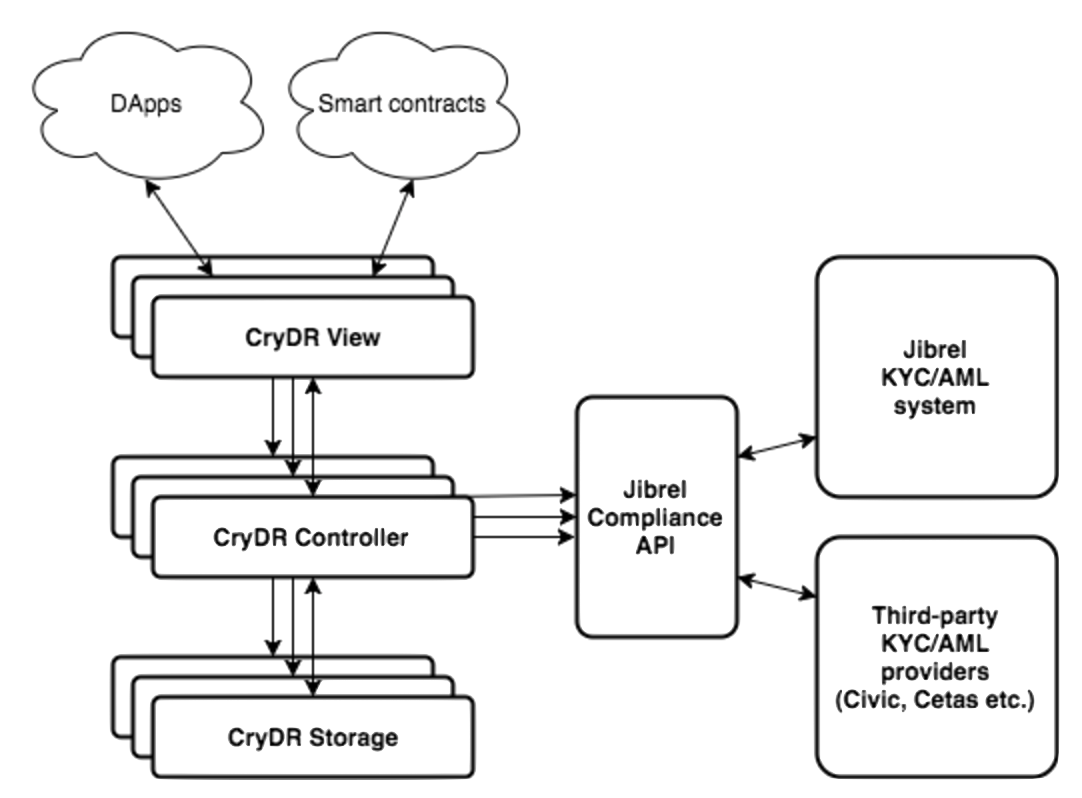 DApps
Smart contracts
CryDR View
CryDR Controller
CryDR Storage
Jibrel
Compliance
API
Jibrel
KYC/AML
system
Third-party
KYC/AML
providers
(Civic, Cetas etc.)